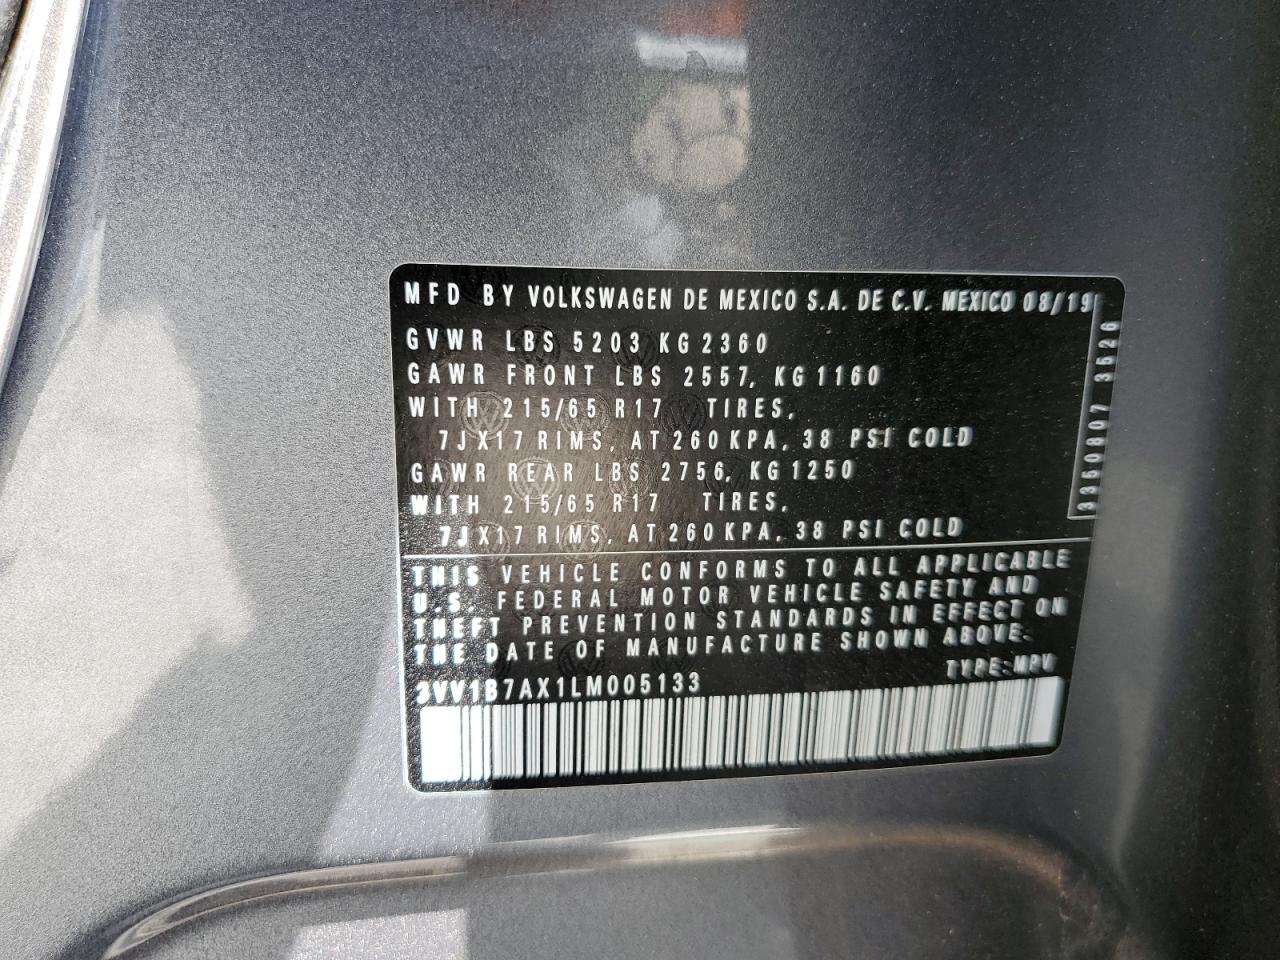 MFD BY VOLKSWAGEN DE MEXICO S.A. DE C.V. MEXICO 08/19
GVWR LBS 5203 KG 2360
GAWR FRONT LBS 2557, KG 1160
WITH 215/65 R17 TIRES,
7JX17 RIMS, AT 260 KPA, 38 PSI COLD
GAWR REAR LBS 2756, KG 1250
WITH 215/65 R17 TIRES,
7JX17 RIMS, AT 260 KPA, 38 PSI COLD
3360807 3526
THIS VEHICLE CONFORMS TO ALL APPLICABLE
U.S. FEDERAL MOTOR VEHICLE SAFETY AND
THEFT PREVENTION STANDARDS IN EFFECT ON
THE DATE OF MANUFACTURE SHOWN ABOVE.
TYPE:MPV
3VV1B7AX1LM005133